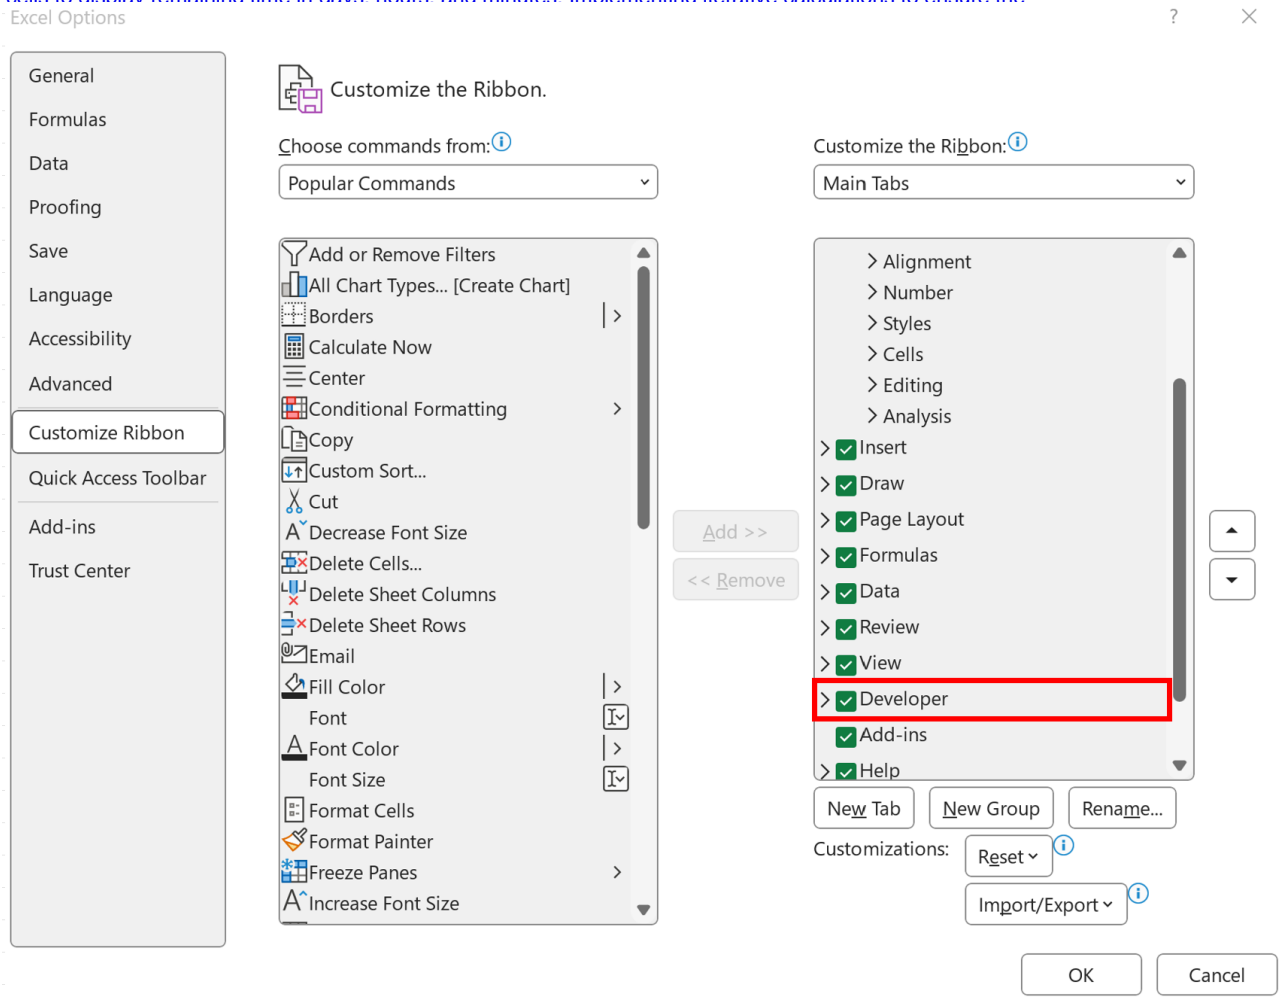 Excel Options
?
General
Formulas
Data
Proofing
Save
Language
Accessibility
Advanced
Customize Ribbon
Quick Access Toolbar
Add-ins
Trust Center
Customize the Ribbon.
Choose commands from:
Popular Commands
Add or Remove Filters
All Chart Types... [Create Chart]
Borders
Calculate Now
Center
Conditional Formatting
Copy
Custom Sort...
Cut
Decrease Font Size
Delete Cells...
Delete Sheet Columns
Delete Sheet Rows
Email
Fill Color
Font
Font Color
Font Size
Format Cells
Format Painter
Freeze Panes
Increase Font Size
Add >>
<< Remove
Customize the Ribbon:
Main Tabs
Alignment
Number
Styles
Cells
Editing
Analysis
Insert
Draw
Page Layout
Formulas
Data
Review
View
Developer
Add-ins
Help
New Tab New Group Rename...
Customizations: Reset
Import/Export
OK Cancel